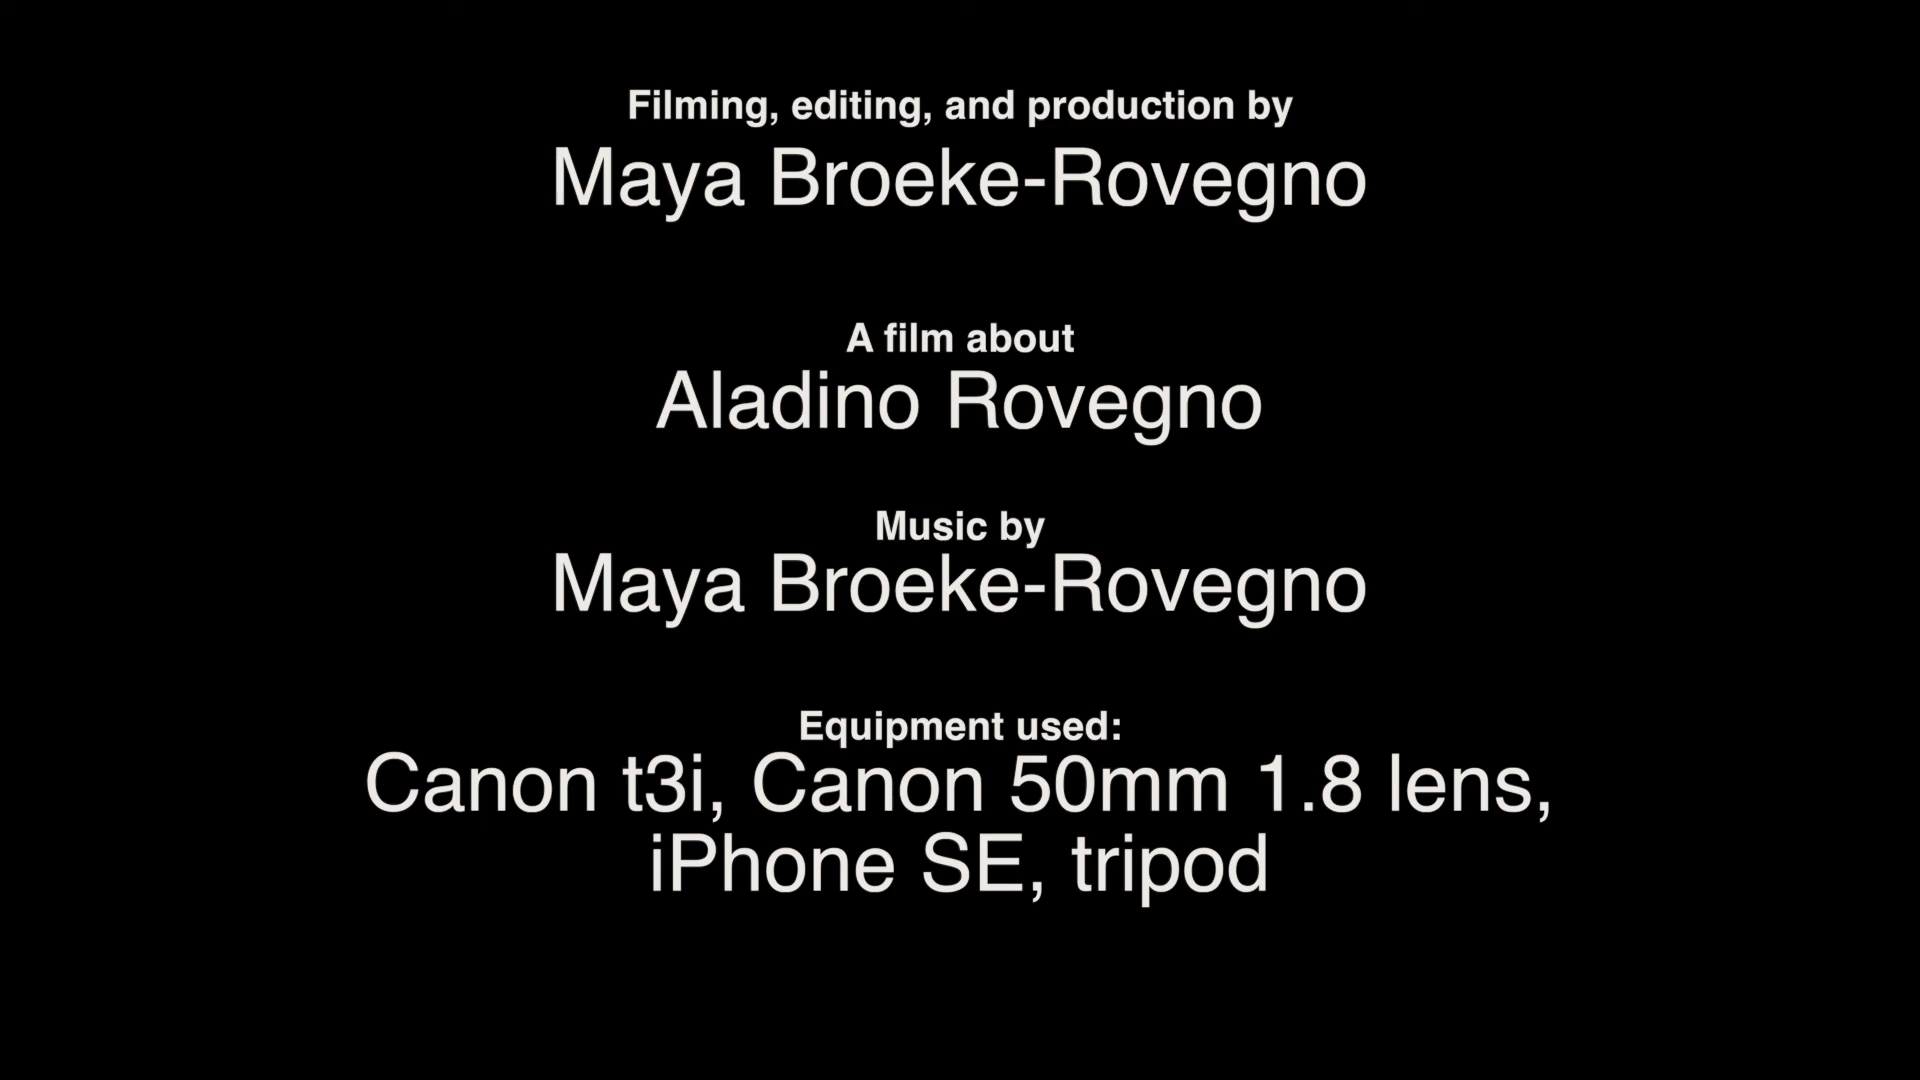 Filming, editing, and production by
Maya Broeke-Rovegno
A film about
Aladino Rovegno
Music by
Maya Broeke-Rovegno
Equipment used:
Canon t3i, Canon 50mm 1.8 lens,
iPhone SE, tripod